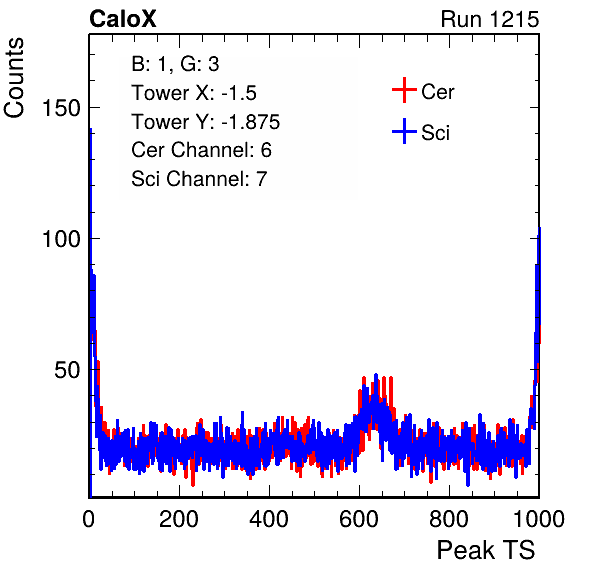 CaloX Run 1215
Counts
B: 1, G: 3
Tower X: -1.5
Tower Y: -1.875
Cer Channel: 6
Sci Channel: 7
Cer
Sci
150
100
50
0 200 400 600 800 1000
Peak TS